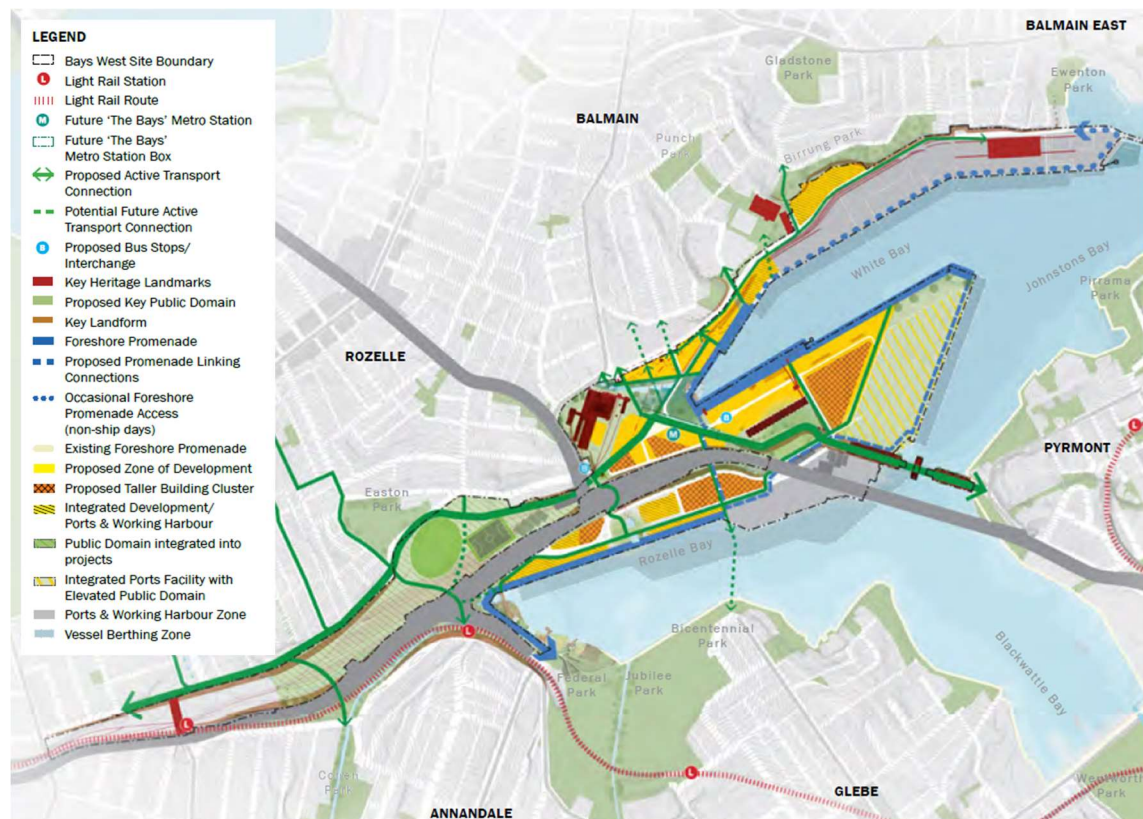 LEGEND
Bays West Site Boundary
L
Light Rail Station
Light Rail Route
M
Future 'The Bays' Metro Station
Future 'The Bays'
Metro Station Box
Proposed Active Transport
Connection
Potential Future Active
Transport Connection
B
Proposed Bus Stops/
Interchange
Key Heritage Landmarks
Proposed Key Public Domain
Key Landform
Foreshore Promenade
Proposed Promenade Linking
Connections
Occasional Foreshore
Promenade Access
(non-ship days)
Existing Foreshore Promenade
Proposed Zone of Development
Proposed Taller Building Cluster
Integrated Development/
Ports & Working Harbour
Public Domain integrated into
projects
Integrated Ports Facility with
Elevated Public Domain
Ports & Working Harbour Zone
Vessel Berthing Zone
BALMAIN EAST
Gladstone
Park
Ewenton
Park
BALMAIN
Punch
Park
Birrung Park
White Bay
Johnstons Bay
Pirrama
Park
ROZELLE
B
M
L
PYRMONT
B
Easton
Park
Rozelle Bay
L
Bicentennial
Park
Federal
Park
Jubilee
Park
Blackwattle Bay
L
Cohen
Park
L
Wentworth
Park
GLEBE
ANNANDALE